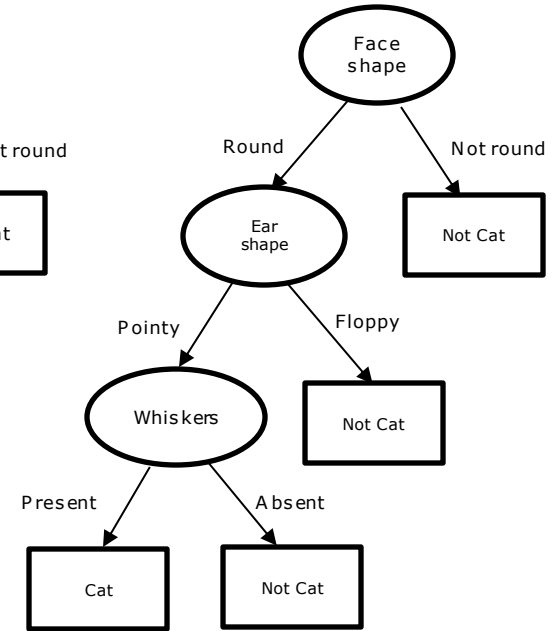 Face
shape
Round
Not round
t round
Ear
shape
Not Cat
Pointy
Floppy
Whiskers
Not Cat
Present
Absent
Cat
Not Cat